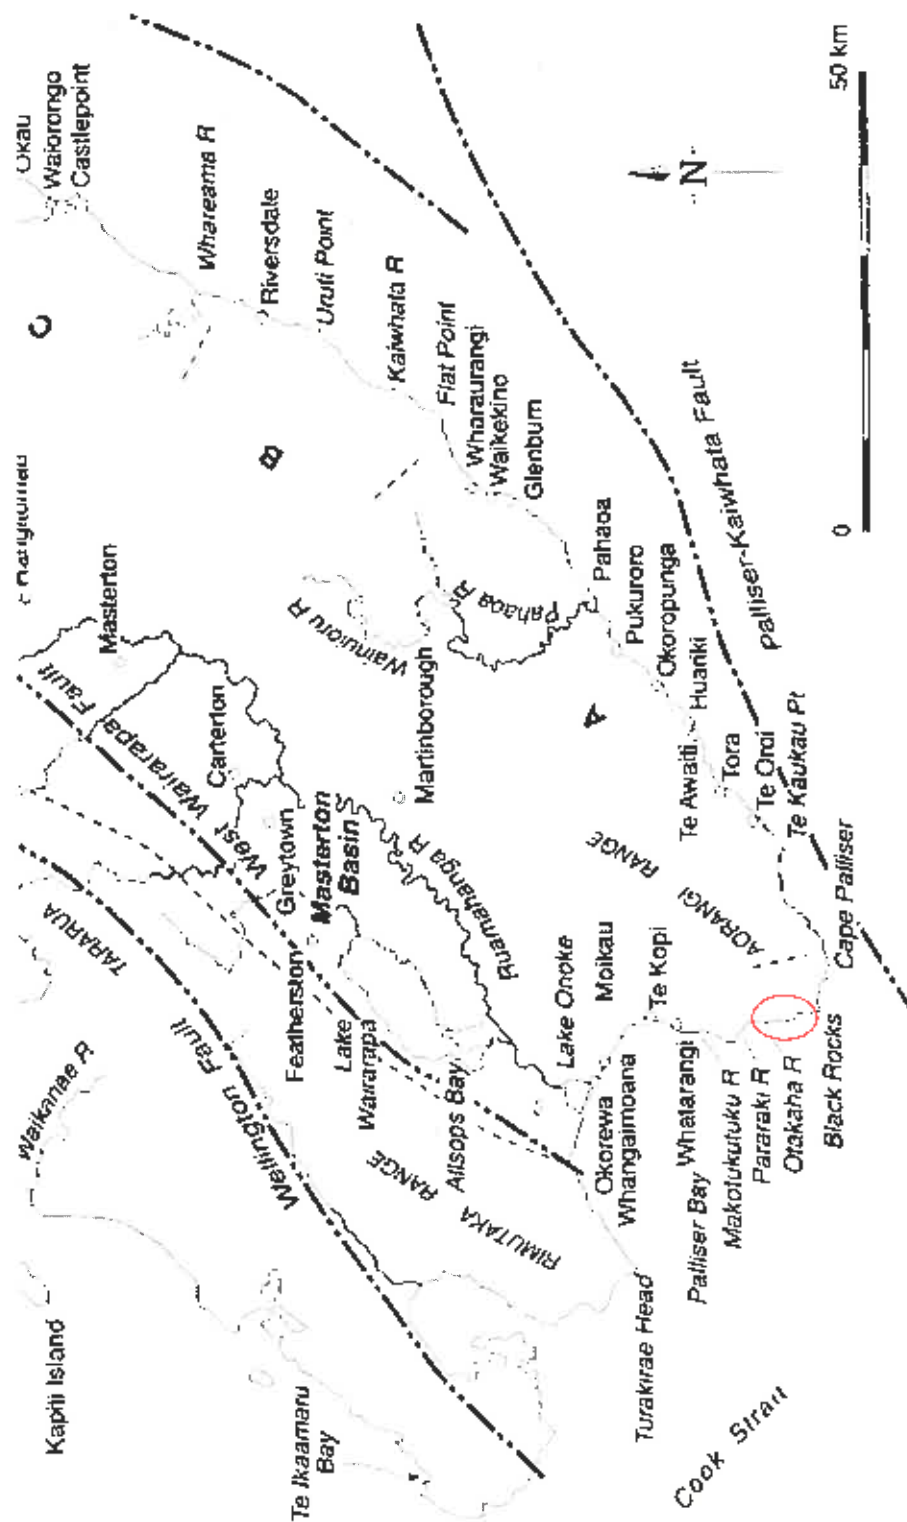 Okau
Waiorongo
Castlepoint
Whareama R
Riversdale
Uruti Point
Kaiwhata R
Flat Point
Wharaurangi
Waikekino
Glenburn
Pahaoa
Pukuroro
Okoropunga
Huariki
Te Awaiti
Tora
Te Oroi
Te Kaukau Pt
Cape Palliser
Palliser-Kaiwhata Fault
0
50 km
N
C
B
A
Masterton
Carterton
Greytown
Masterton
Basin
Featherston
Lake
Wairarapa
Martinborough
Wainuioru R
Pahaoa R
Ruamahanga R
West Wairarapa Fault
Wellington Fault
TARARUA
RIMUTAKA RANGE
AORANGI RANGE
Waikanae R
Kapiti Island
Te Ikaamaru
Bay
Allsops Bay
Lake Onoke
Moikau
Te Kopi
Okorewa
Whangaimoana
Whatarangi
Palliser Bay
Makotukutuku R
Pararaki R
Otakaha R
Black Rocks
Turakirae Head
Cook Strait